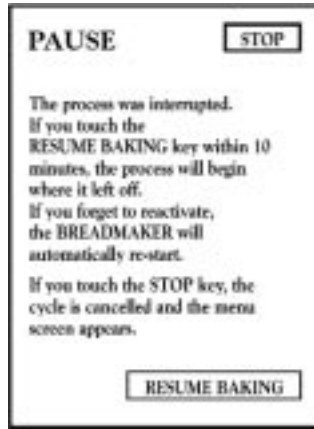 PAUSE
STOP
The process was interrupted.
If you touch the
RESUME BAKING key within 10
minutes, the process will begin
where it left off.
If you forget to reactivate,
the BREADMAKER will
automatically re-start.
If you touch the STOP key, the
cycle is cancelled and the menu
screen appears.
RESUME BAKING